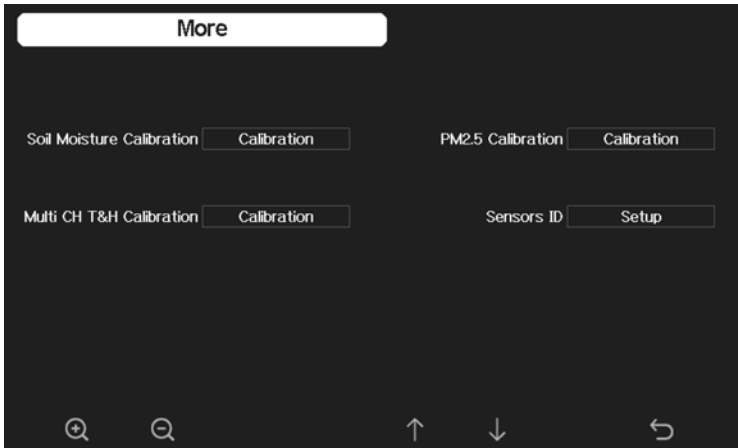 More
Soil Moisture Calibration Calibration PM2.5 Calibration Calibration
Multi CH T&H Calibration Calibration Sensors ID Setup